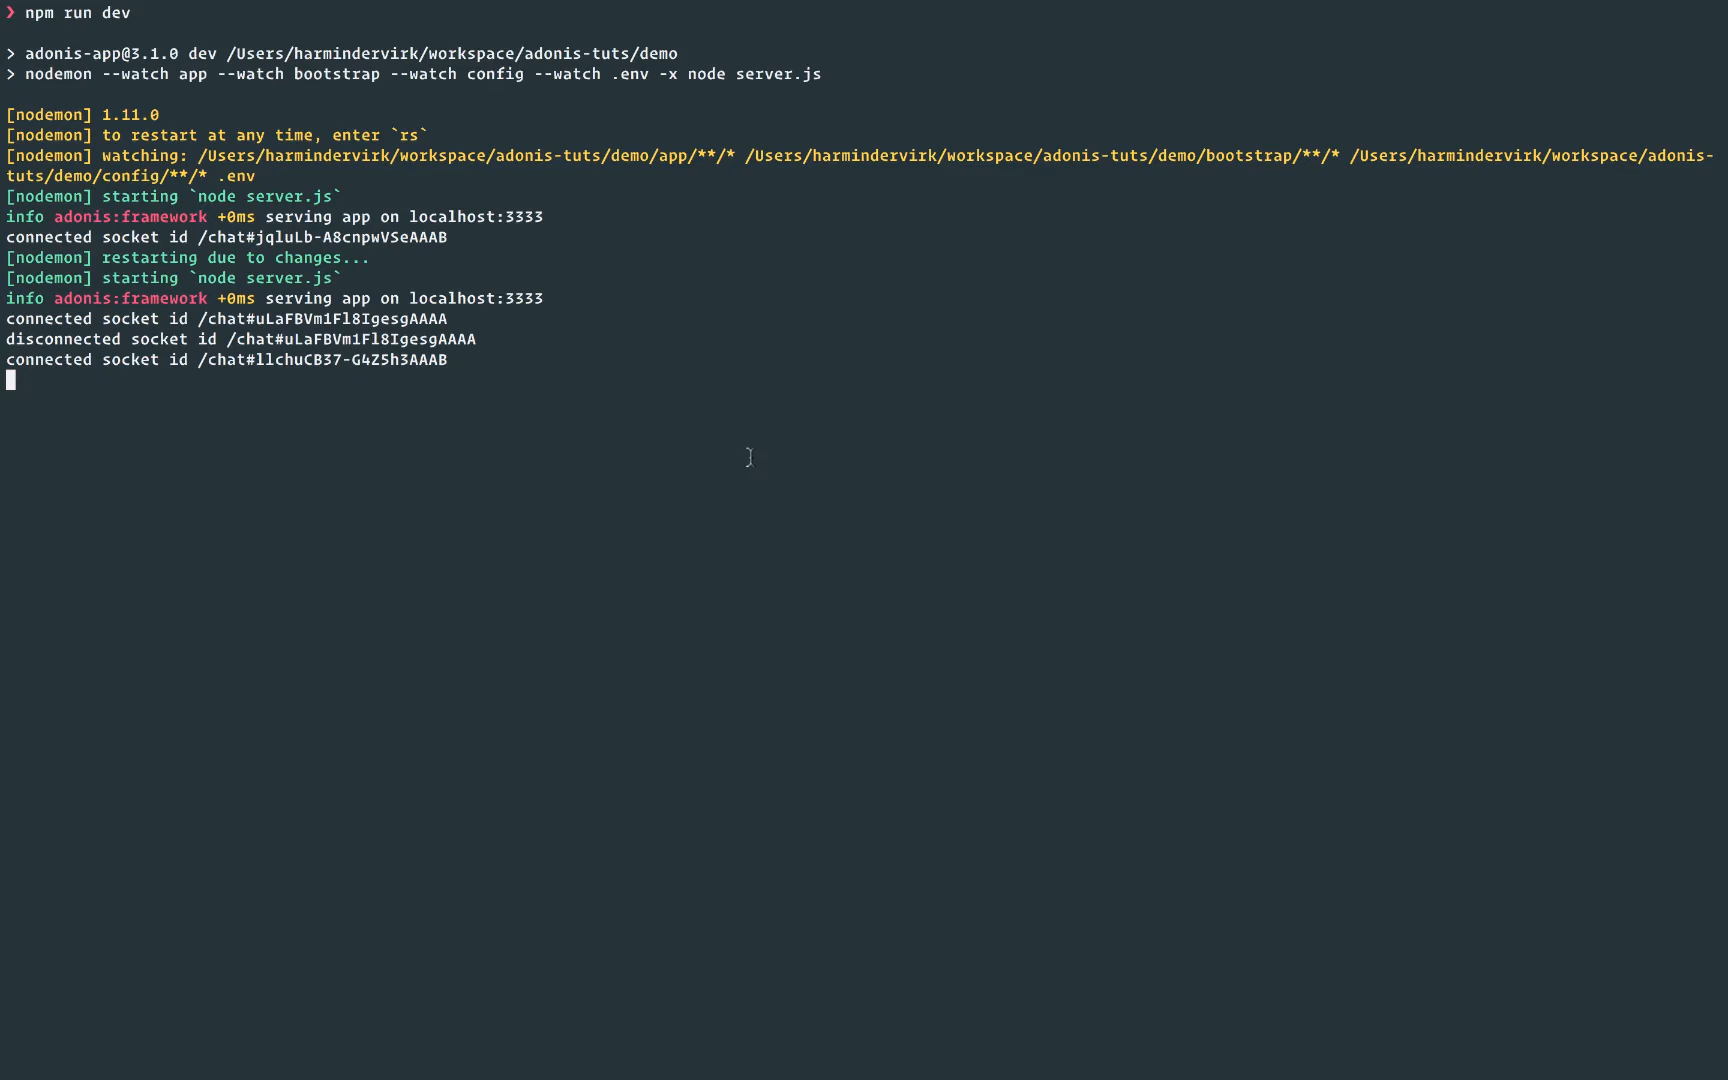 ❯ npm run dev
> adonis-app@3.1.0 dev /Users/harmindervirk/workspace/adonis-tuts/demo
> nodemon --watch app --watch bootstrap --watch config --watch .env -x node server.js
[nodemon] 1.11.0
[nodemon] to restart at any time, enter `rs`
[nodemon] watching: /Users/harmindervirk/workspace/adonis-tuts/demo/app/**/* /Users/harmindervirk/workspace/adonis-tuts/demo/bootstrap/**/* /Users/harmindervirk/workspace/adonis-
tuts/demo/config/**/* .env
[nodemon] starting `node server.js`
info adonis:framework +0ms serving app on localhost:3333
connected socket id /chat#jqluLb-A8cnpwVSeAAAB
[nodemon] restarting due to changes...
[nodemon] starting `node server.js`
info adonis:framework +0ms serving app on localhost:3333
connected socket id /chat#uLaFBVm1Fl8IgesgAAAA
disconnected socket id /chat#uLaFBVm1Fl8IgesgAAAA
connected socket id /chat#llchuCB37-G4Z5h3AAAB